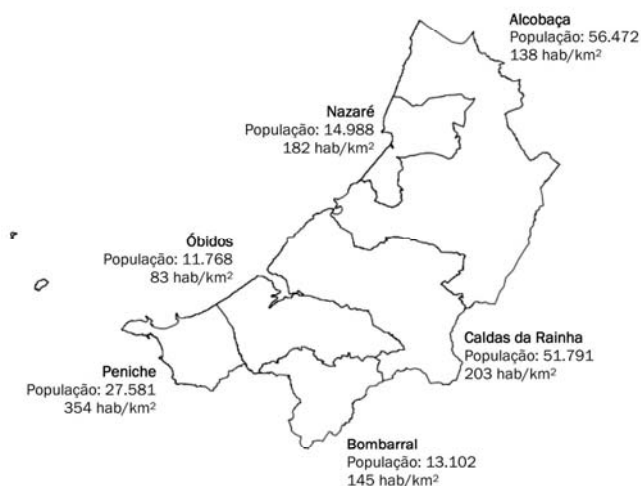 Alcobaça
População: 56.472
138 hab/km²
Nazaré
População: 14.988
182 hab/km²
Óbidos
População: 11.768
83 hab/km²
Caldas da Rainha
População: 51.791
203 hab/km²
Peniche
População: 27.581
354 hab/km²
Bombarral
População: 13.102
145 hab/km²